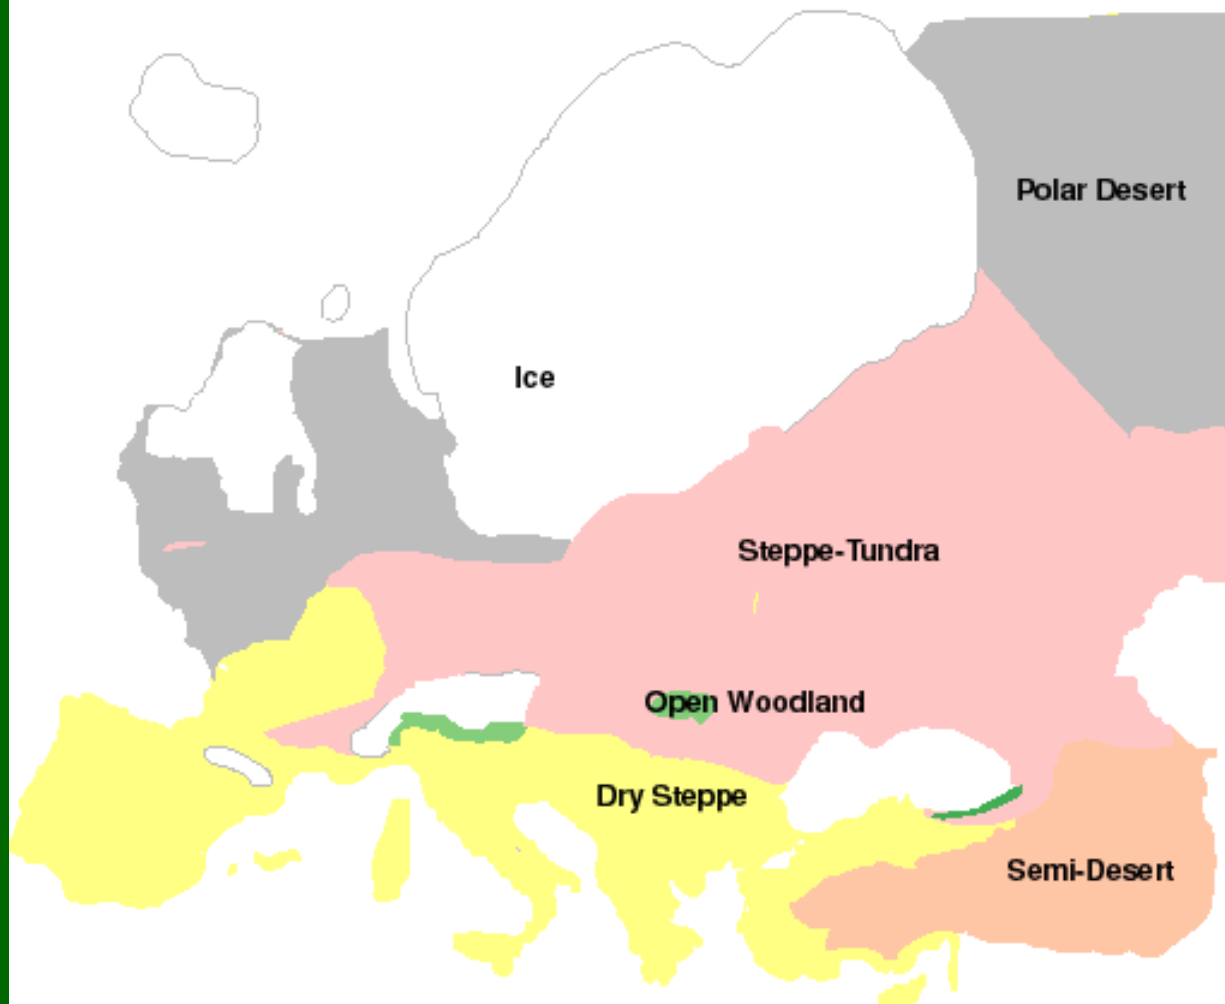 Polar Desert
Ice
Steppe-Tundra
Open Woodland
Dry Steppe
Semi-Desert